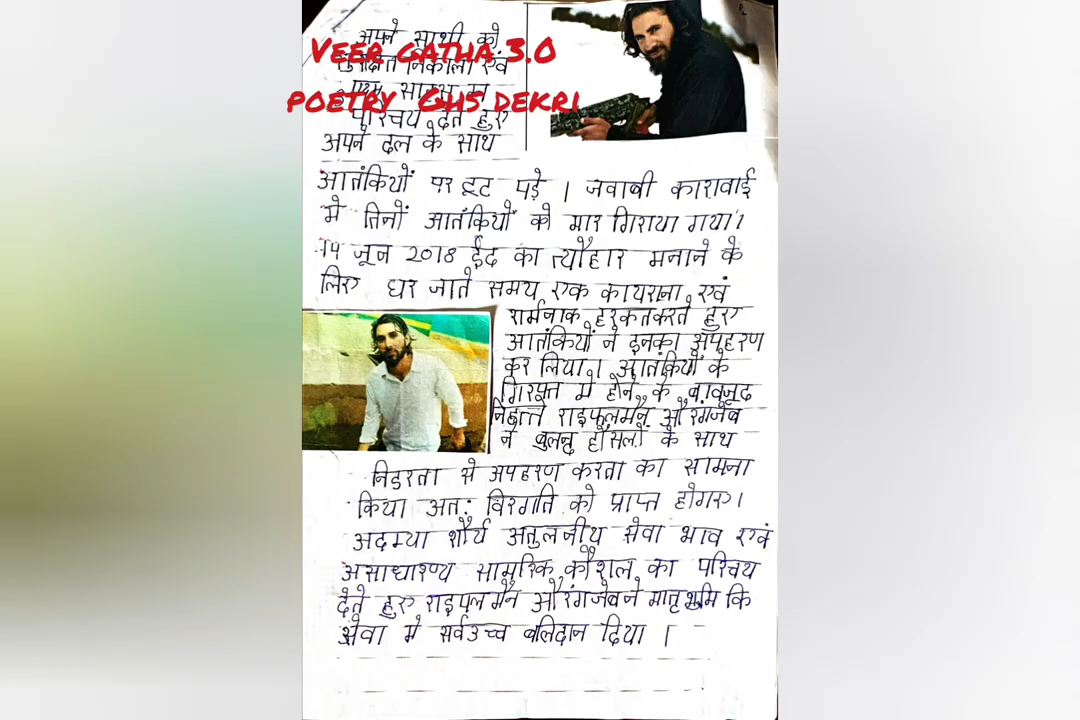 अपने साथी को
VEER GATHA 3.0
सुरक्षित निकाला एवं
POETRY GHS DEKRI
परिचय देते हुए
अपने दल के साथ
आतंकियों पर टूट पड़े । जवाबी कारावाई
मे तिनों आतंकियों को मार गिराया गया।
14 जून 2018 ईद का त्यौहार मनाने के
लिए घर जाते समय एक कायराना एवं
शर्मनाक हरकत करते हुए
आतंकियों ने इनका अपहरण
कर लिया। आतंकियों के
गिरफ्त मे होने के बावजूद
निहत्ते राइफलमैन औरंगजेब
ने बुलन्द हौसलों के साथ
निडरता से अपहरण करता का सामना
किया अत: विरगति को प्राप्त होगए।
अदम्या शौर्य अतुलनीय सेवा भाव एवं
असाधारण्य सामरिक कौशल का परिचय
देते हुए राइफलमैन औरंगजेब ने मातृभूमि कि
सेवा मे सर्वउच्च बलिदान दिया ।